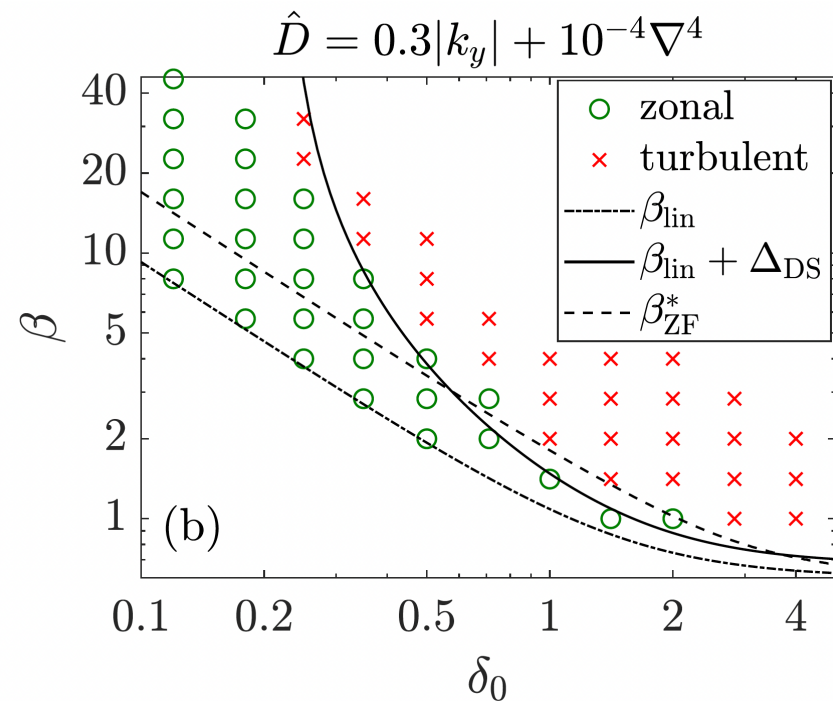 D̂ = 0.3|k_y| + 10⁻⁴∇⁴
40
20
10
5
2
1
β
zonal
turbulent
β_lin
β_lin + Δ_DS
β*_ZF
(b)
0.1 0.2 0.5 1 2 4
δ₀